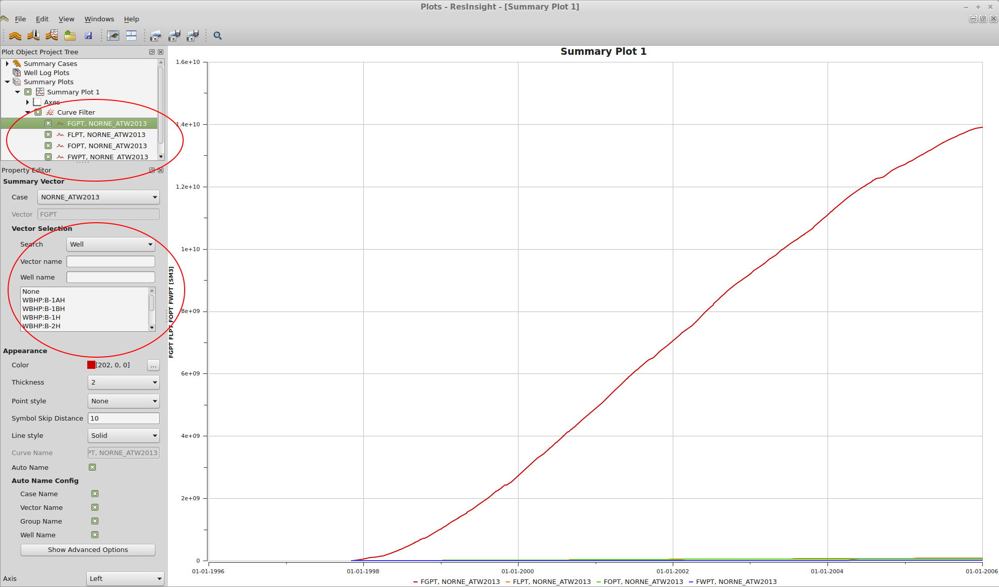 Plots - ResInsight - [Summary Plot 1]
File Edit View Windows Help
Plot Object Project Tree
Summary Cases
Well Log Plots
Summary Plots
Summary Plot 1
Axes
Curve Filter
FGPT, NORNE_ATW2013
FLPT, NORNE_ATW2013
FOPT, NORNE_ATW2013
FWPT, NORNE_ATW2013
Property Editor
Summary Vector
Case NORNE_ATW2013
Vector FGPT
Vector Selection
Search Well
Vector name
Well name
None
WBHP:B-1AH
WBHP:B-1BH
WBHP:B-1H
WBHP:B-2H
Appearance
Color [202, 0, 0] ...
Thickness 2
Point style None
Symbol Skip Distance 10
Line style Solid
Curve Name PT, NORNE_ATW2013
Auto Name
Auto Name Config
Case Name
Vector Name
Group Name
Well Name
Show Advanced Options
Axis Left
Summary Plot 1
1.6e+10
1.4e+10
1.2e+10
1e+10
8e+09
6e+09
4e+09
2e+09
0
FGPT FLPT FOPT FWPT [SM3]
01-01-1996 01-01-1998 01-01-2000 01-01-2002 01-01-2004 01-01-2006
FGPT, NORNE_ATW2013 FLPT, NORNE_ATW2013 FOPT, NORNE_ATW2013 FWPT, NORNE_ATW2013